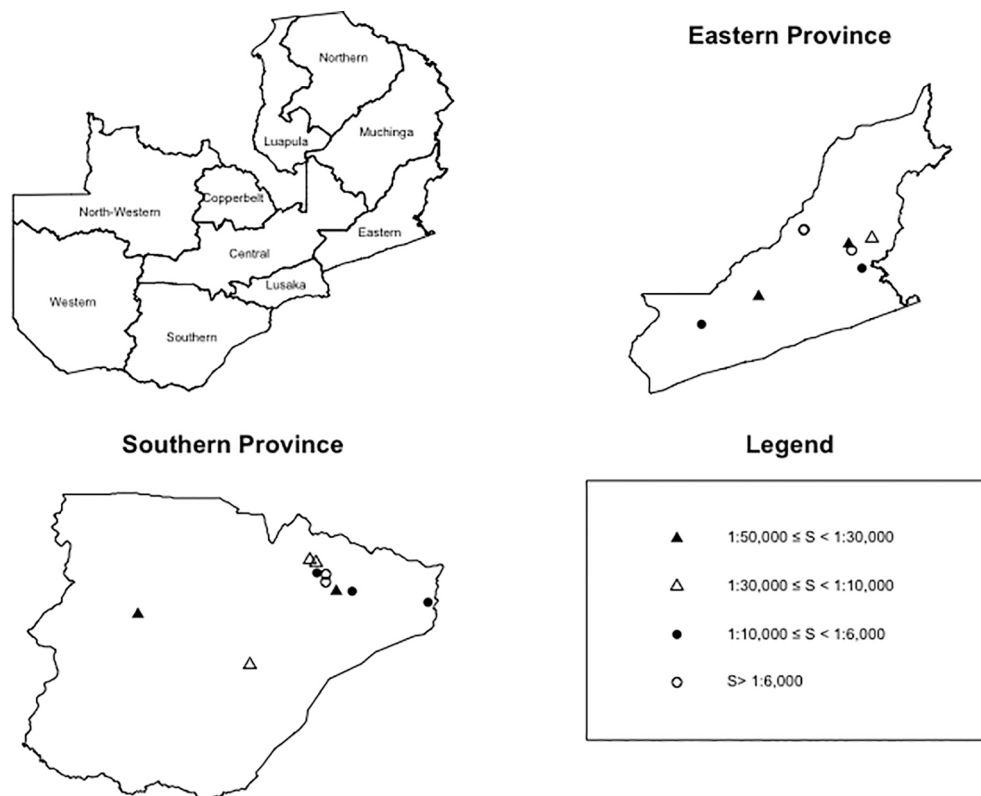 Northern
Luapula
Muchinga
Copperbelt
North-Western
Eastern
Central
Lusaka
Western
Southern
Eastern Province
Southern Province
Legend
1:50,000 ≤ S < 1:30,000
1:30,000 ≤ S < 1:10,000
1:10,000 ≤ S < 1:6,000
S> 1:6,000